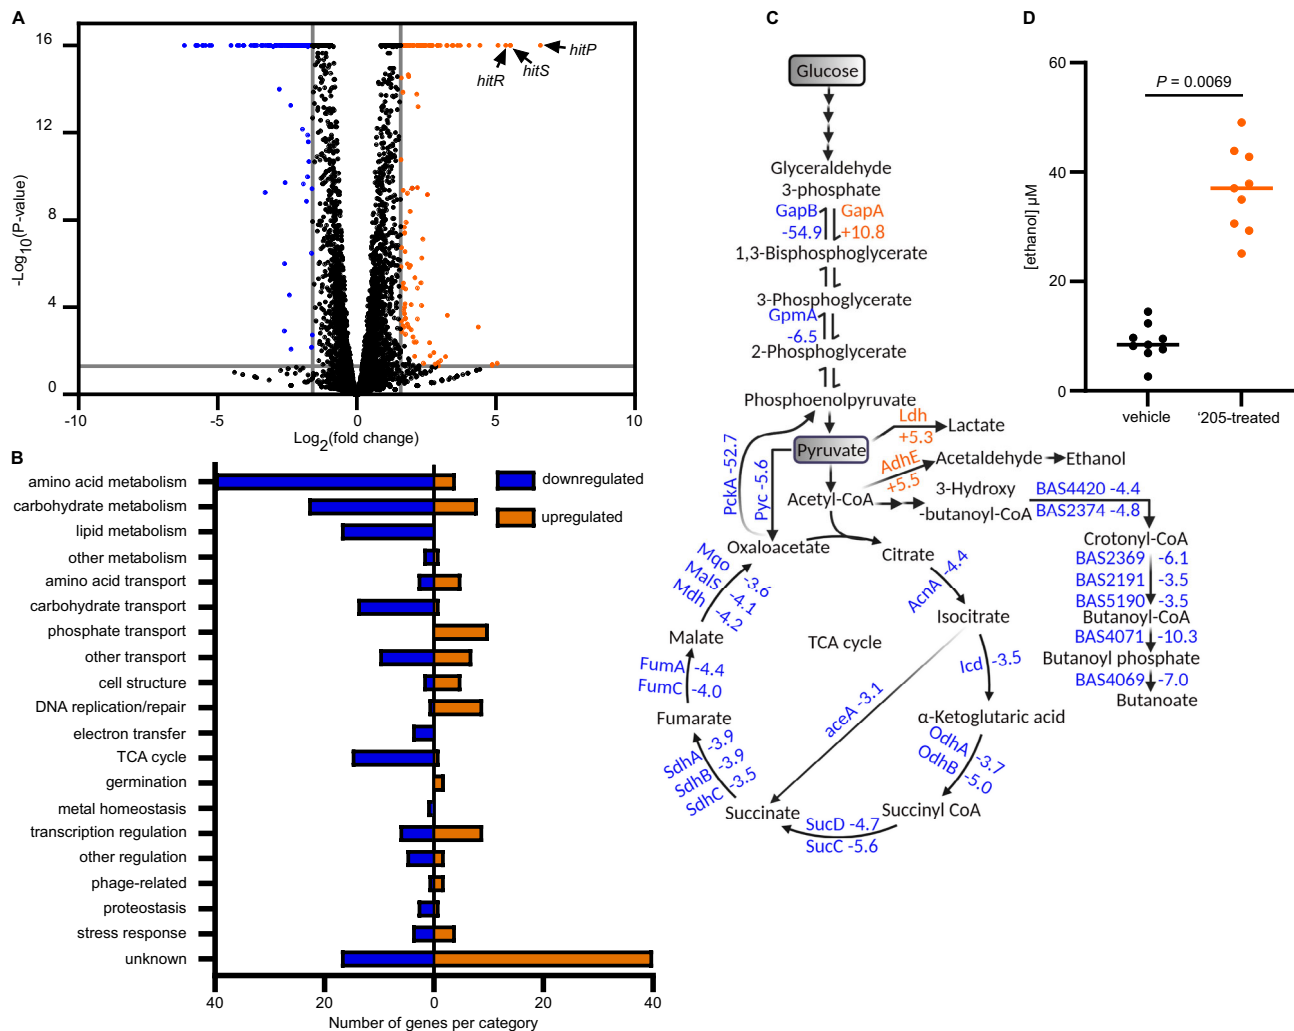 A
16
12
8
4
0
-Log10(P-value)
-10
-5
0
5
10
Log2(fold change)
hitR
hitS
hitP
B
downregulated
upregulated
amino acid metabolism
carbohydrate metabolism
lipid metabolism
other metabolism
amino acid transport
carbohydrate transport
phosphate transport
other transport
cell structure
DNA replication/repair
electron transfer
TCA cycle
germination
metal homeostasis
transcription regulation
other regulation
phage-related
proteostasis
stress response
unknown
40
20
0
20
40
Number of genes per category
C
Glucose
Glyceraldehyde
3-phosphate
GapB
-54.9
GapA
+10.8
1,3-Bisphosphoglycerate
3-Phosphoglycerate
GpmA
-6.5
2-Phosphoglycerate
Phosphoenolpyruvate
Ldh
+5.3
Lactate
Pyruvate
PckA -52.7
Pyc -5.6
AdhE
+5.5
Acetaldehyde
Ethanol
Acetyl-CoA
3-Hydroxy
-butanoyl-CoA
BAS4420 -4.4
BAS2374 -4.8
Crotonyl-CoA
BAS2369 -6.1
BAS2191 -3.5
BAS5190 -3.5
Butanoyl-CoA
BAS4071 -10.3
Butanoyl phosphate
BAS4069 -7.0
Butanoate
Oxaloacetate
Citrate
AcnA -4.4
Isocitrate
Icd -3.5
α-Ketoglutaric acid
OdhA -3.7
OdhB -5.0
Succinyl CoA
SucD -4.7
SucC -5.6
Succinate
aceA -3.1
SdhA -3.9
SdhB -3.9
SdhC -3.5
Fumarate
FumA -4.4
FumC -4.0
Malate
Mqo -3.6
MalS -4.1
Mdh -4.2
TCA cycle
D
P = 0.0069
60
40
20
0
[ethanol] µM
vehicle
‘205-treated